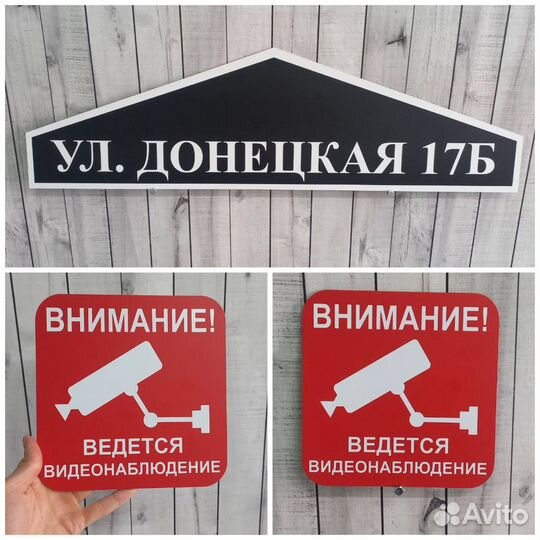 УЛ. ДОНЕЦКАЯ 17Б
ВНИМАНИЕ!
ВЕДЕТСЯ
ВИДЕОНАБЛЮДЕНИЕ
ВНИМАНИЕ!
ВЕДЕТСЯ
ВИДЕОНАБЛЮДЕНИЕ
Avito